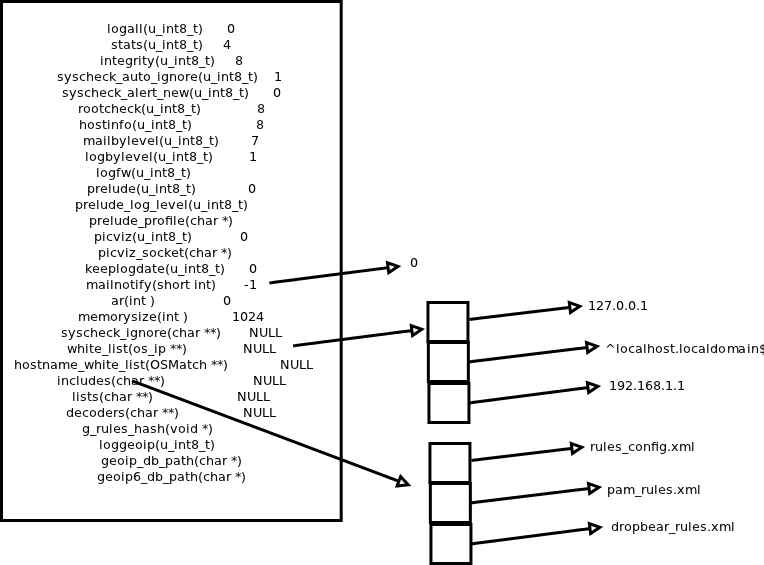 logall(u_int8_t) 0
stats(u_int8_t) 4
integrity(u_int8_t) 8
syscheck_auto_ignore(u_int8_t) 1
syscheck_alert_new(u_int8_t) 0
rootcheck(u_int8_t) 8
hostinfo(u_int8_t) 8
mailbylevel(u_int8_t) 7
logbylevel(u_int8_t) 1
logfw(u_int8_t)
prelude(u_int8_t) 0
prelude_log_level(u_int8_t)
prelude_profile(char *)
picviz(u_int8_t) 0
picviz_socket(char *)
keeplogdate(u_int8_t) 0
mailnotify(short int) -1
ar(int ) 0
memorysize(int ) 1024
syscheck_ignore(char **) NULL
white_list(os_ip **) NULL
hostname_white_list(OSMatch **) NULL
includes(char **) NULL
lists(char **) NULL
decoders(char **) NULL
g_rules_hash(void *)
loggeoip(u_int8_t)
geoip_db_path(char *)
geoip6_db_path(char *)
0
127.0.0.1
^localhost.localdomain$
192.168.1.1
rules_config.xml
pam_rules.xml
dropbear_rules.xml